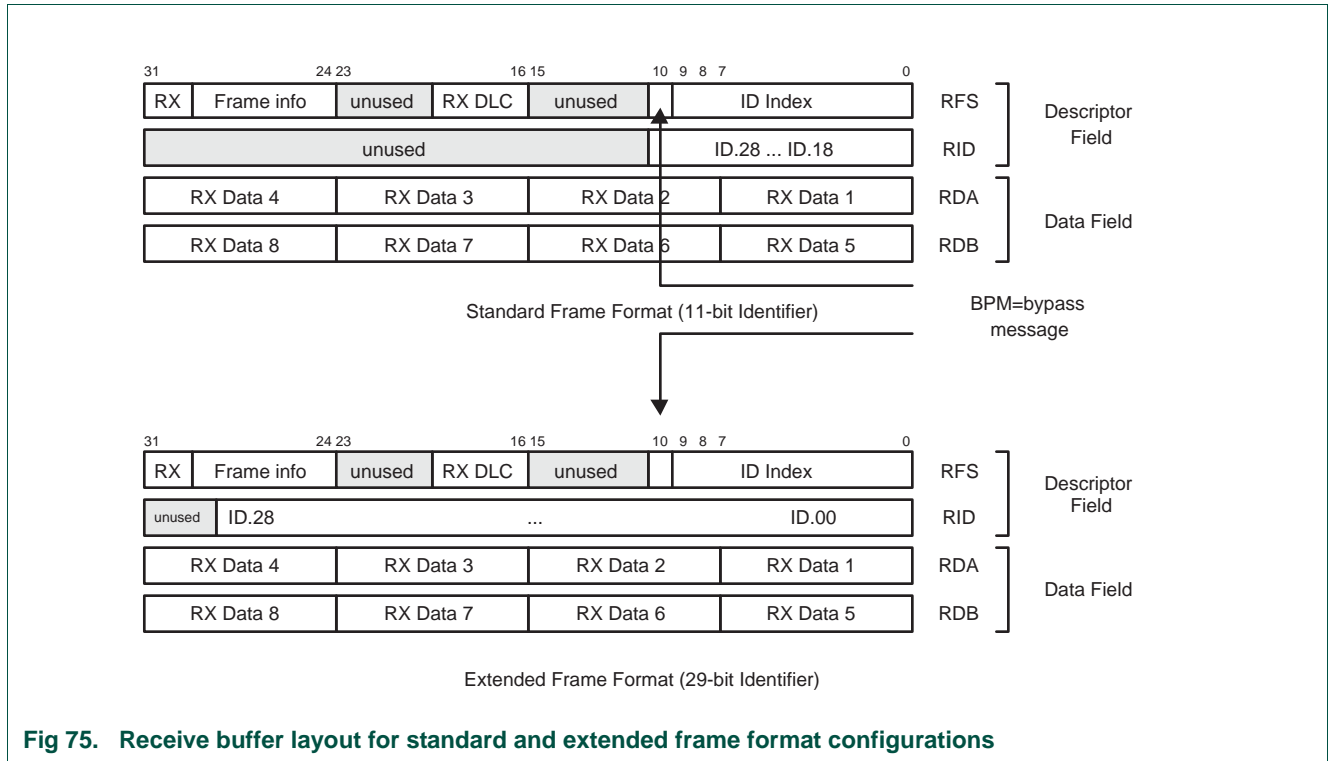 31 24 23 16 15 10 9 8 7 0
RX Frame info unused RX DLC unused ID Index RFS
Descriptor
Field
unused ID.28 ... ID.18 RID
RX Data 4 RX Data 3 RX Data 2 RX Data 1 RDA
Data Field
RX Data 8 RX Data 7 RX Data 6 RX Data 5 RDB
Standard Frame Format (11-bit Identifier)
BPM=bypass
message
31 24 23 16 15 10 9 8 7 0
RX Frame info unused RX DLC unused ID Index RFS
Descriptor
Field
unused ID.28 ... ID.00 RID
RX Data 4 RX Data 3 RX Data 2 RX Data 1 RDA
Data Field
RX Data 8 RX Data 7 RX Data 6 RX Data 5 RDB
Extended Frame Format (29-bit Identifier)
Fig 75. Receive buffer layout for standard and extended frame format configurations